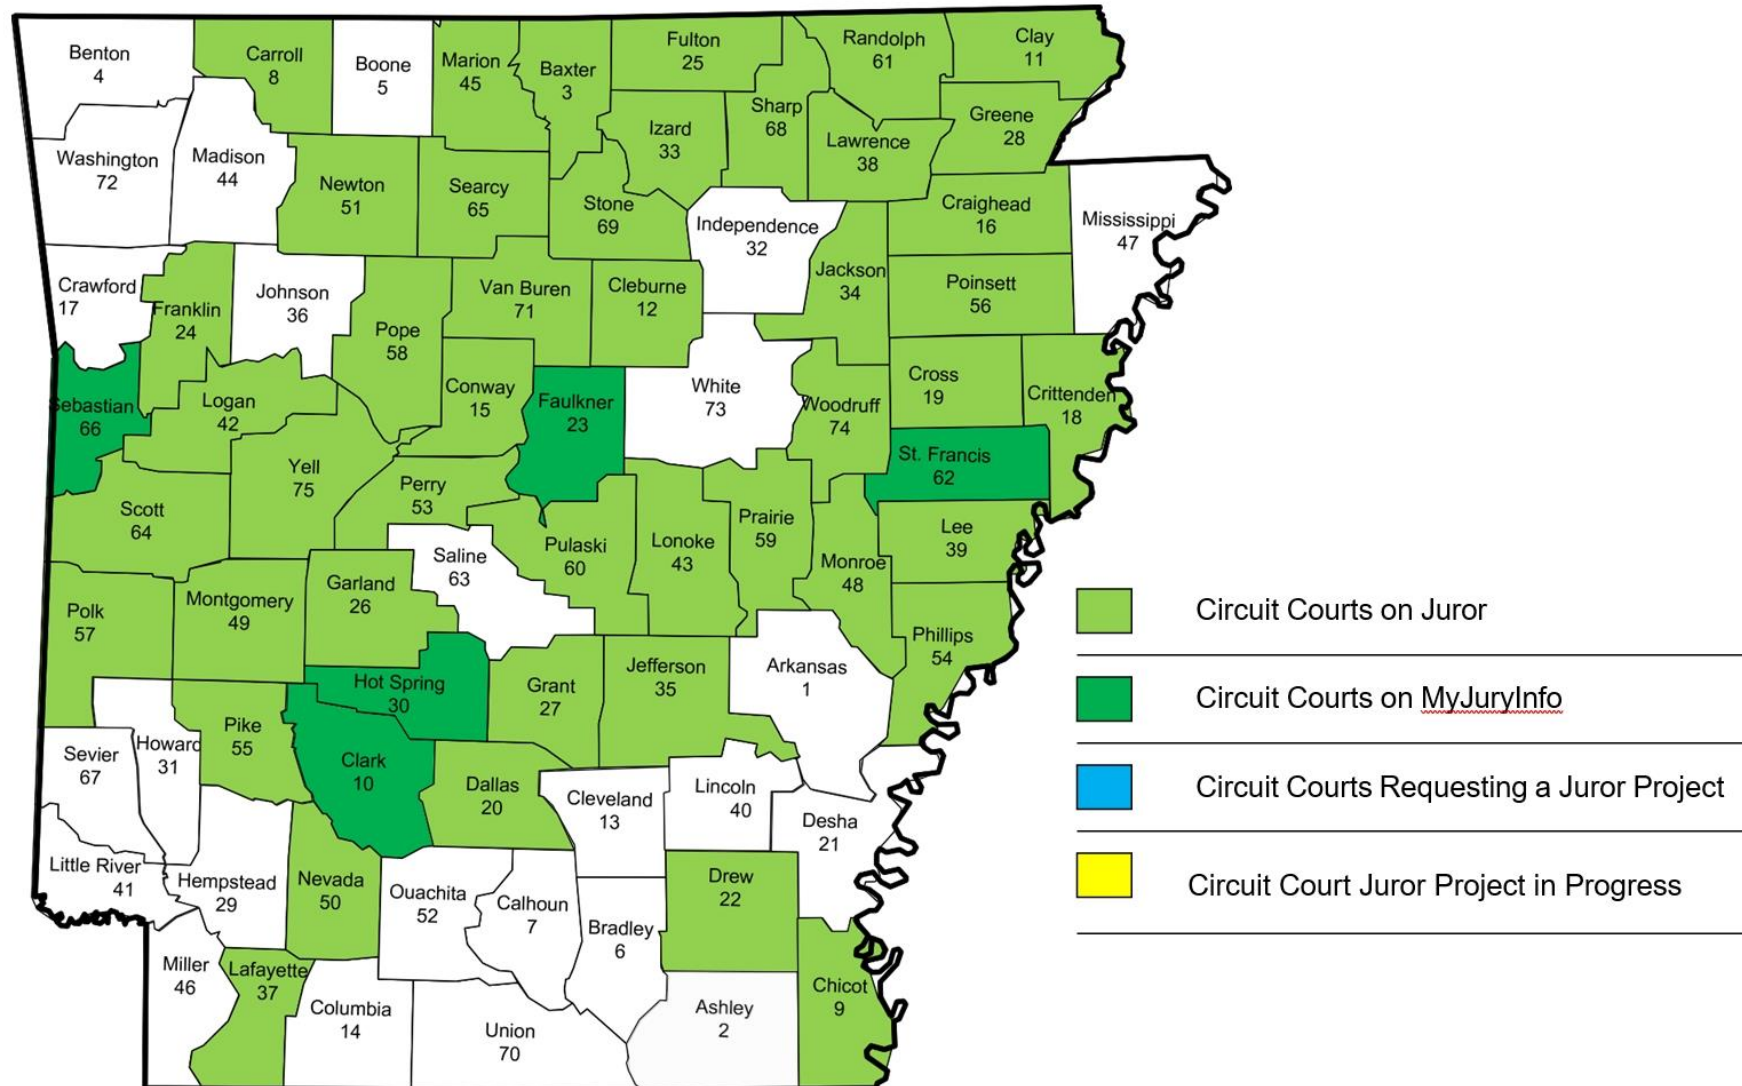 Benton
4
Carroll
8
Boone
5
Marion
45
Baxter
3
Fulton
25
Randolph
61
Clay
11
Sharp
68
Greene
28
Izard
33
Lawrence
38
Washington
72
Madison
44
Newton
51
Searcy
65
Stone
69
Independence
32
Craighead
16
Mississippi
47
Crawford
17
Franklin
24
Johnson
36
Pope
58
Van Buren
71
Cleburne
12
Jackson
34
Poinsett
56
Sebastian
66
Logan
42
Conway
15
Faulkner
23
White
73
Woodruff
74
Cross
19
Crittenden
18
Yell
75
Perry
53
St. Francis
62
Scott
64
Saline
63
Pulaski
60
Lonoke
43
Prairie
59
Monroe
48
Lee
39
Polk
57
Montgomery
49
Garland
26
Phillips
54
Hot Spring
30
Grant
27
Jefferson
35
Arkansas
1
Sevier
67
Howard
31
Pike
55
Clark
10
Dallas
20
Cleveland
13
Lincoln
40
Desha
21
Little River
41
Hempstead
29
Nevada
50
Ouachita
52
Calhoun
7
Bradley
6
Drew
22
Miller
46
Lafayette
37
Columbia
14
Union
70
Ashley
2
Chicot
9
Circuit Courts on Juror
Circuit Courts on MyJuryInfo
Circuit Courts Requesting a Juror Project
Circuit Court Juror Project in Progress